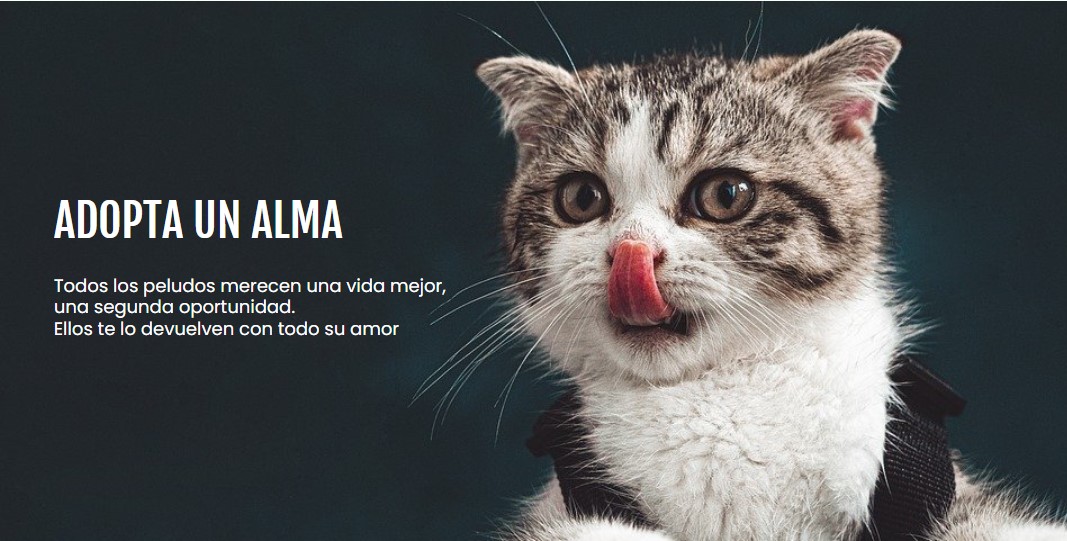 ADOPTA UN ALMA
Todos los peludos merecen una vida mejor,
una segunda oportunidad.
Ellos te lo devuelven con todo su amor